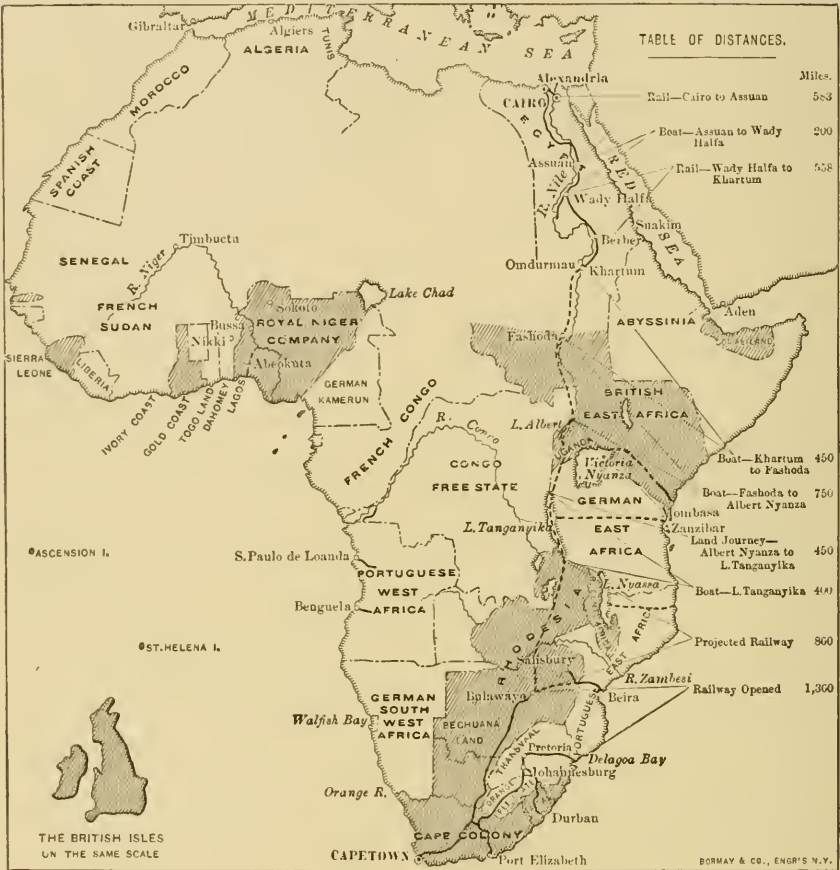 MEDITERRANEAN SEA
Gibraltar
Algiers
ALGERIA
TUNIS
MOROCCO
SPANISH
COAST
TABLE OF DISTANCES.
Miles.
Alexandria
CAIRO
EGYPT
Rail—Cairo to Assuan 583
Boat—Assuan to Wady Halfa 200
Rail—Wady Halfa to Khartum 558
Assuan
R. Nile
RED SEA
Wady Halfa
Suakim
Berber
Omdurman
Khartum
Timbuctu
R. Niger
SENEGAL
FRENCH
SUDAN
Lake Chad
Sokoto
Bussa
ROYAL NIGER
COMPANY
Nikki
Abeokuta
SIERRA
LEONE
LIBERIA
IVORY COAST
GOLD COAST
TOGO LAND
DAHOMEY
LAGOS
GERMAN
KAMERUN
FRENCH CONGO
Fashoda
ABYSSINIA
Aden
BRITISH
EAST AFRICA
L. Albert
UGANDA
Victoria
Nyanza
R. Congo
CONGO
FREE STATE
GERMAN
EAST
AFRICA
Mombasa
Zanzibar
Boat—Khartum to Fashoda 450
Boat—Fashoda to Albert Nyanza 750
Land Journey—
Albert Nyanza to
L. Tanganyika 450
Boat—L. Tanganyika 400
Projected Railway 860
Railway Opened 1,360
L. Tanganyika
L. Nyassa
ASCENSION I.
S. Paulo de Loanda
PORTUGUESE
WEST
AFRICA
Benguela
ST. HELENA I.
RHODESIA
Salisbury
Bulawayo
PORTUGUESE
EAST AFRICA
R. Zambesi
Beira
GERMAN
SOUTH
WEST
AFRICA
Walfish Bay
BECHUANA
LAND
TRANSVAAL
Pretoria
Johannesburg
Delagoa Bay
ORANGE
Orange R.
Durban
CAPE COLONY
CAPETOWN
Port Elizabeth
THE BRITISH ISLES
ON THE SAME SCALE
BORMAY & CO., ENGR'S N.Y.